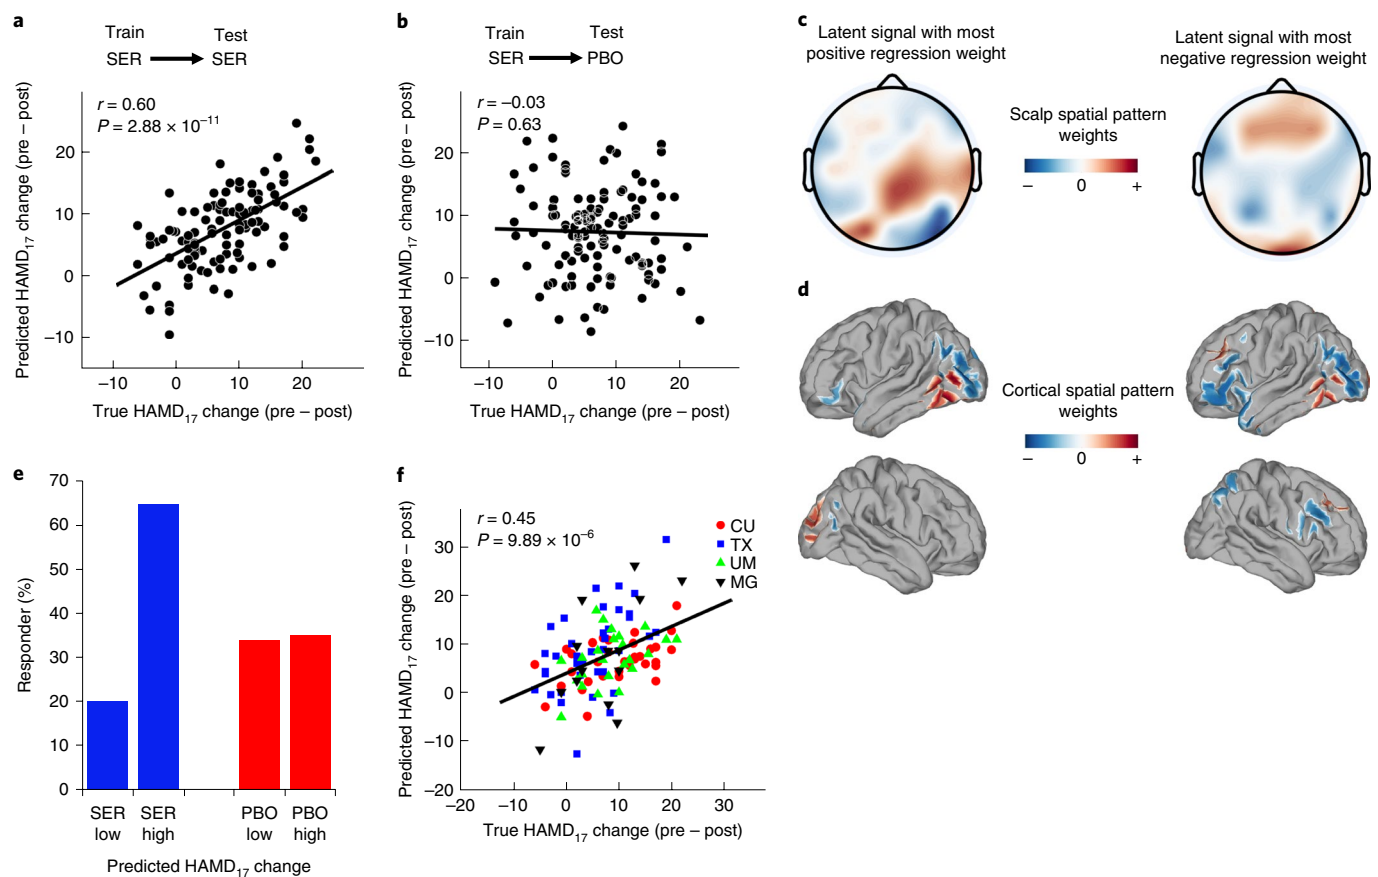 a
Train Test
SER SER
r = 0.60
P = 2.88 × 10−11
Predicted HAMD17 change (pre – post)
20
10
0
−10
−10 0 10 20
True HAMD17 change (pre – post)
b
Train Test
SER PBO
r = −0.03
P = 0.63
Predicted HAMD17 change (pre – post)
20
10
0
−10
−10 0 10 20
True HAMD17 change (pre – post)
c
Latent signal with most
positive regression weight
Scalp spatial pattern
weights
− 0 +
Latent signal with most
negative regression weight
d
Cortical spatial pattern
weights
− 0 +
e
Responder (%)
70
60
50
40
30
20
10
0
SER SER PBO PBO
low high low high
Predicted HAMD17 change
f
r = 0.45
P = 9.89 × 10−6
CU
TX
UM
MG
Predicted HAMD17 change (pre – post)
30
20
10
0
−10
−20
−20 −10 0 10 20 30
True HAMD17 change (pre – post)